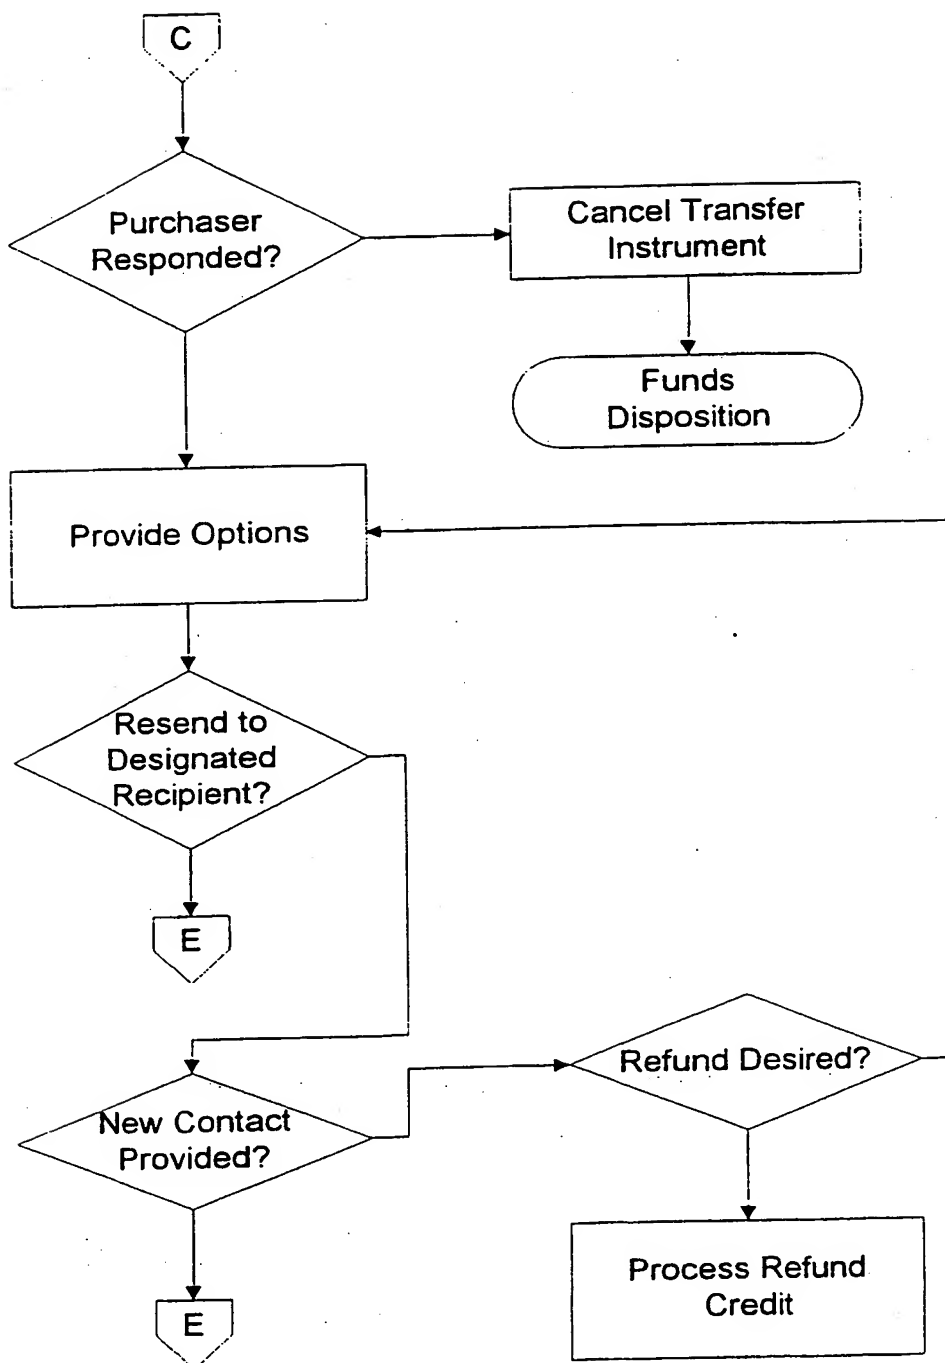 C
Purchaser
Responded?
Cancel Transfer
Instrument
Funds
Disposition
Provide Options
Resend to
Designated
Recipient?
E
Refund Desired?
New Contact
Provided?
Process Refund
Credit
E